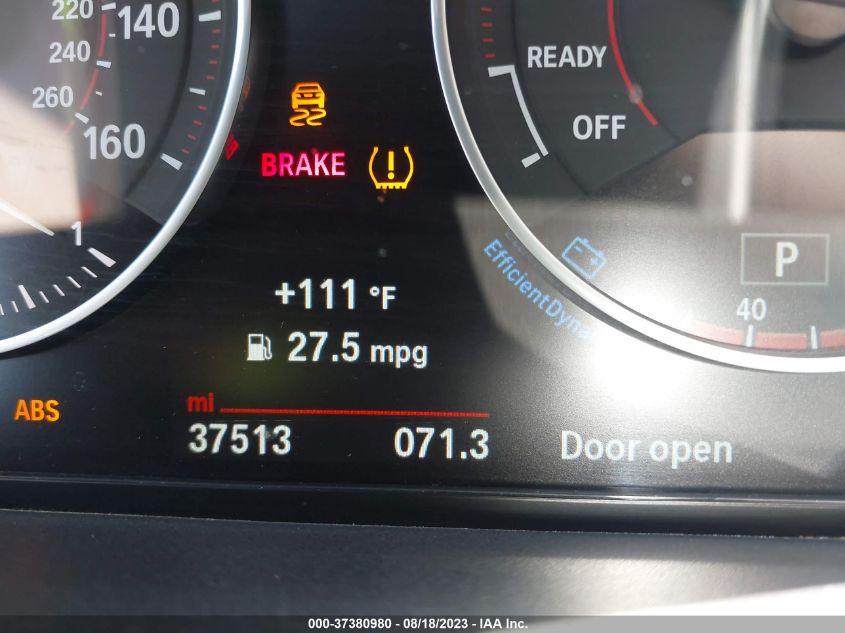 220
140
240
260
160
1
READY
OFF
BRAKE
+111 °F
27.5 mpg
EfficientDyna
P
40
ABS
mi
37513 071.3
Door open
000-37380980 - 08/18/2023 - IAA Inc.